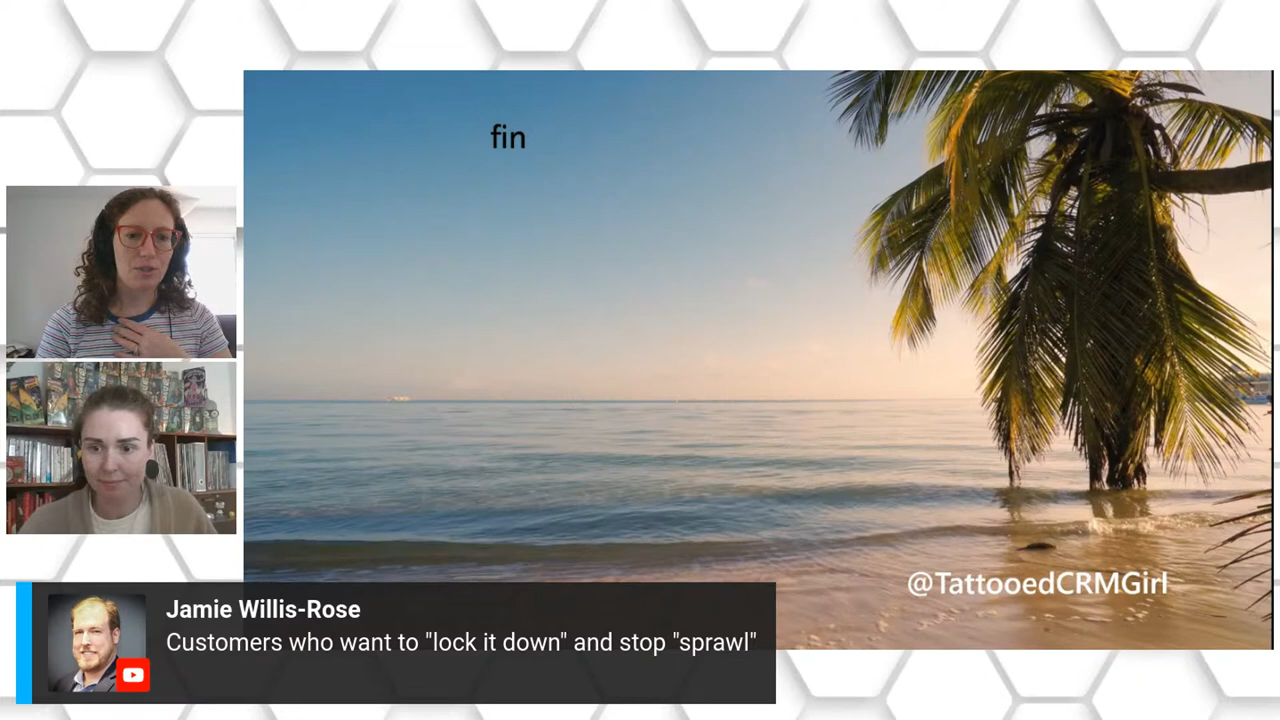 fin
@TattooedCRMGirl
Jamie Willis-Rose
Customers who want to "lock it down" and stop "sprawl"